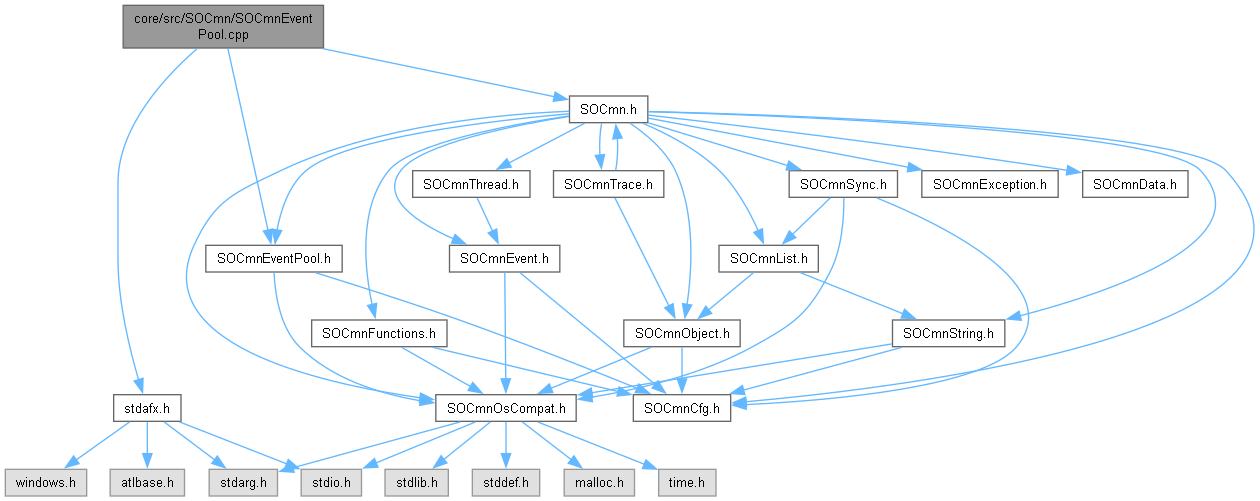 core/src/SOCmn/SOCmnEvent
Pool.cpp
SOCmn.h
SOCmnThread.h
SOCmnTrace.h
SOCmnSync.h
SOCmnException.h
SOCmnData.h
SOCmnEventPool.h
SOCmnEvent.h
SOCmnList.h
SOCmnFunctions.h
SOCmnObject.h
SOCmnString.h
stdafx.h
SOCmnOsCompat.h
SOCmnCfg.h
windows.h
atlbase.h
stdarg.h
stdio.h
stdlib.h
stddef.h
malloc.h
time.h